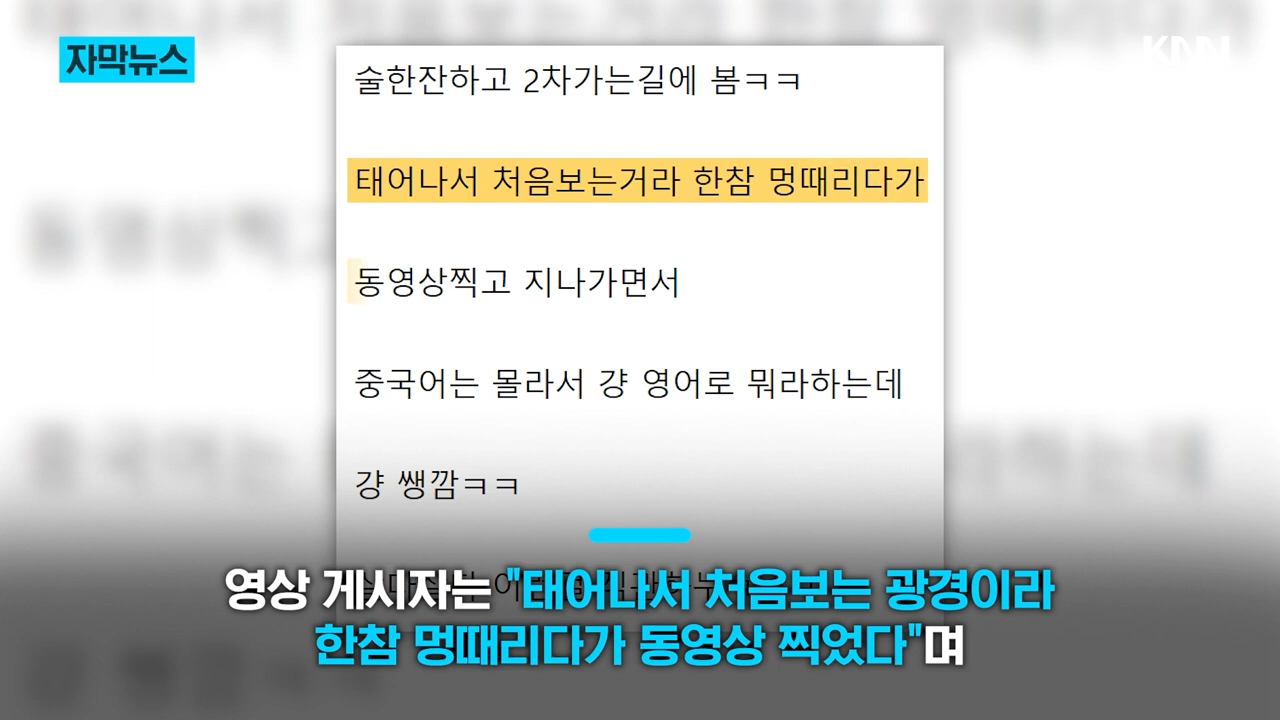 자막뉴스
KNN
술한잔하고 2차가는길에 봄ㅋㅋ
태어나서 처음보는거라 한참 멍때리다가
동영상찍고 지나가면서
중국어는 몰라서 걍 영어로 뭐라하는데
걍 쌩깜ㅋㅋ
영상 게시자는 "태어나서 처음보는 광경이라
한참 멍때리다가 동영상 찍었다"며